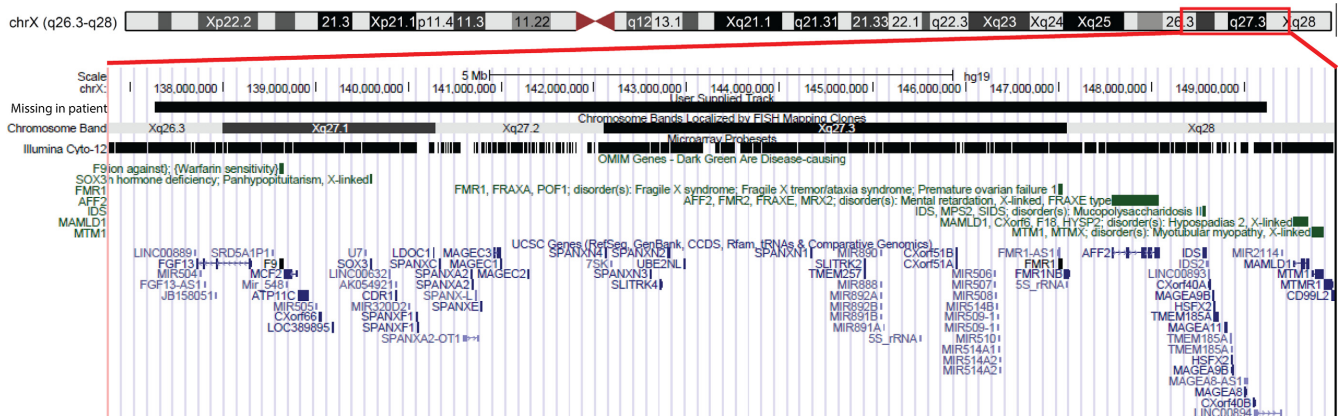 chrX (q26.3-q28) Xp22.2 21.3 Xp21.1 p11.4 11.3 11.22 q12 13.1 Xq21.1 q21.31 21.33 22.1 q22.3 Xq23 Xq24 Xq25 26.3 q27.3 Xq28
Scale 5 Mb hg19
chrX: 138,000,000 139,000,000 140,000,000 141,000,000 142,000,000 143,000,000 144,000,000 145,000,000 146,000,000 147,000,000 148,000,000 149,000,000
User Supplied Track
Missing in patient
Chromosome Bands Localized by FISH Mapping Clones
Chromosome Band Xq26.3 Xq27.1 Xq27.2 Xq27.3 Xq28
Microarray Probesets
Illumina Cyto-12
OMIM Genes - Dark Green Are Disease-causing
F9 ion against}; {Warfarin sensitivity}
SOX3 hormone deficiency; Panhypopituitarism, X-linked
FMR1 FMR1, FRAXA, POF1; disorder(s): Fragile X syndrome; Fragile X tremor/ataxia syndrome; Premature ovarian failure 1
AFF2 AFF2, FMR2, FRAXE, MRX2; disorder(s): Mental retardation, X-linked, FRAXE type
IDS IDS, MPS2, SIDS; disorder(s): Mucopolysaccharidosis II
MAMLD1 MAMLD1, CXorf6, F18, HYSP2; disorder(s): Hypospadias 2, X-linked
MTM1 MTM1, MTMX; disorder(s): Myotubular myopathy, X-linked
UCSC Genes (RefSeq, GenBank, CCDS, Rfam, tRNAs & Comparative Genomics)
LINC00889 SRD5A1P1 U7 LDOC1 MAGEC3 SPANXN4 SPANXN2 SPANXN1 MIR890 CXorf51B FMR1-AS1 AFF2 IDS MIR2114
FGF13 F9 SOX3 SPANXC MAGEC1 7SK UBE2NL SLITRK2 CXorf51A FMR1 IDS2 MAMLD1
MIR504 MCF2 LINC00632 SPANXA2 MAGEC2 SPANXN3 TMEM257 MIR506 FMR1NB LINC00893 MTM1
FGF13-AS1 Mir_548 AK054921 SPANXA2 SLITRK4 MIR888 MIR507 5S_rRNA CXorf40A MTMR1
JB158051 ATP11C CDR1 SPANX-L MIR892A MIR508 MAGEA9B CD99L2
MIR505 MIR320D2 SPANXE MIR892B MIR514B HSFX2
CXorf66 SPANXF1 MIR891B MIR509-1 TMEM185A
LOC389895 SPANXF1 MIR891A MIR509-1 MAGEA11
SPANXA2-OT1 5S_rRNA MIR510 TMEM185A
MIR514A1 TMEM185A
MIR514A2 HSFX2
MIR514A2 MAGEA9B
MAGEA8-AS1
MAGEA8
CXorf40B
LINC00894